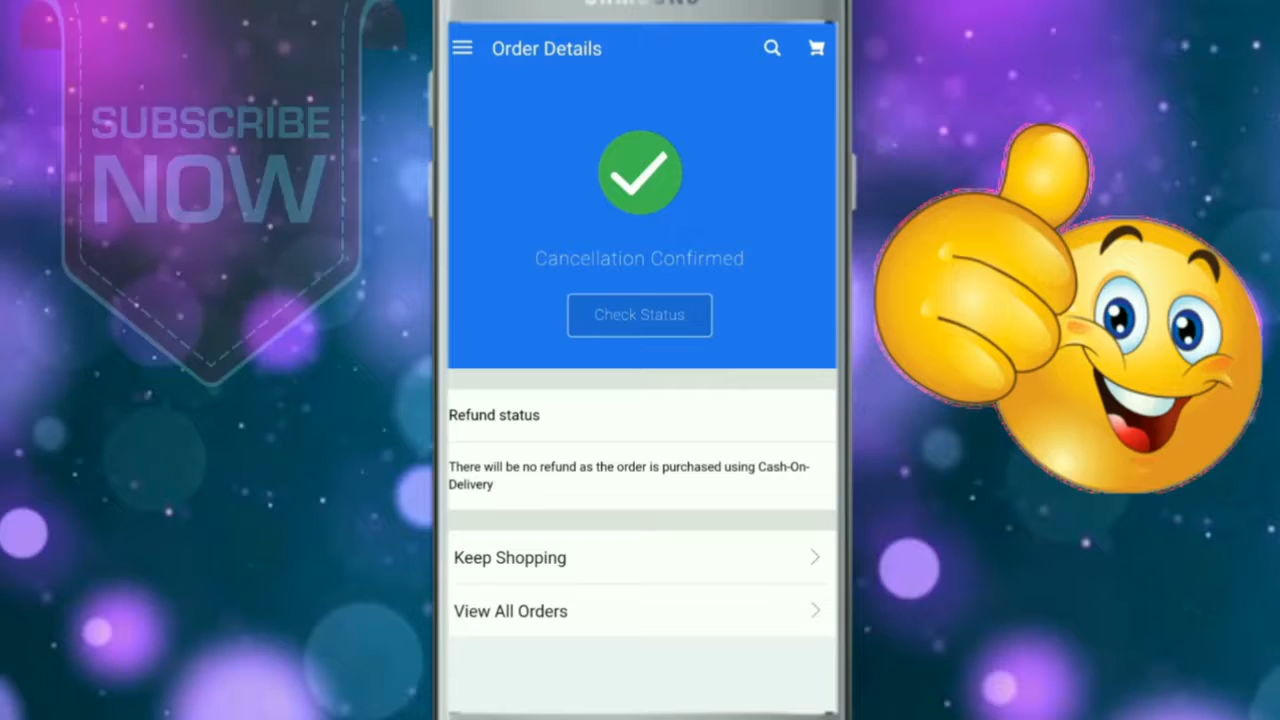 SUBSCRIBE
NOW
Order Details
Cancellation Confirmed
Check Status
Refund status
There will be no refund as the order is purchased using Cash-On-
Delivery
Keep Shopping
View All Orders